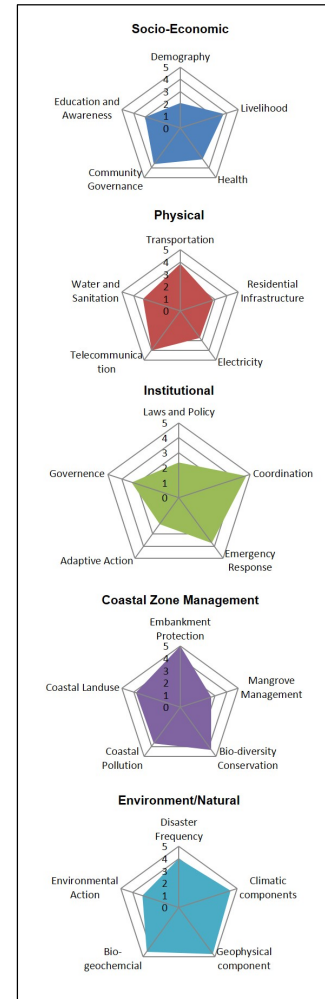 Socio-Economic
Demography
5
4
3
2
1
0
Education and
Awareness
Livelihood
Community
Governance
Health
Physical
Transportation
5
4
3
2
1
0
Water and
Sanitation
Residential
Infrastructure
Telecommunica
tion
Electricity
Institutional
Laws and Policy
5
4
3
2
1
0
Governence
Coordination
Adaptive Action
Emergency
Response
Coastal Zone Management
Embankment
Protection
5
4
3
2
1
0
Coastal Landuse
Mangrove
Management
Coastal
Pollution
Bio-diversity
Conservation
Environment/Natural
Disaster
Frequency
5
4
3
2
1
0
Environmental
Action
Climatic
components
Bio-
geochemcial
Geophysical
component